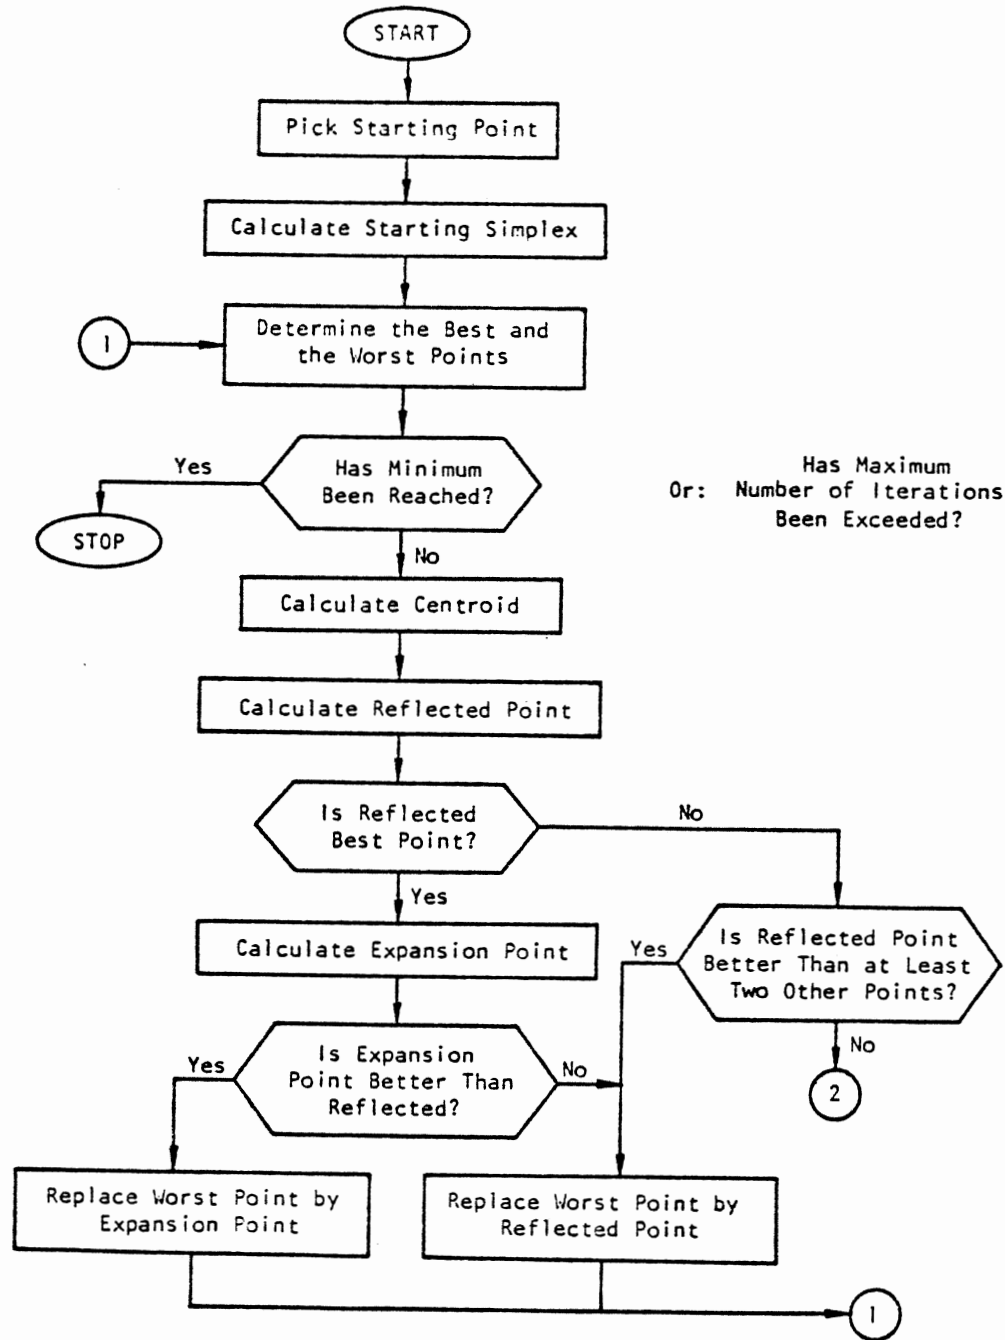 START
Pick Starting Point
Calculate Starting Simplex
1
Determine the Best and
the Worst Points
Yes
Has Minimum
Been Reached?
Has Maximum
Or: Number of Iterations
Been Exceeded?
STOP
No
Calculate Centroid
Calculate Reflected Point
Is Reflected
Best Point?
No
Yes
Calculate Expansion Point
Yes
Is Reflected Point
Better Than at Least
Two Other Points?
No
2
Yes
Is Expansion
Point Better Than
Reflected?
No
Replace Worst Point by
Expansion Point
Replace Worst Point by
Reflected Point
1